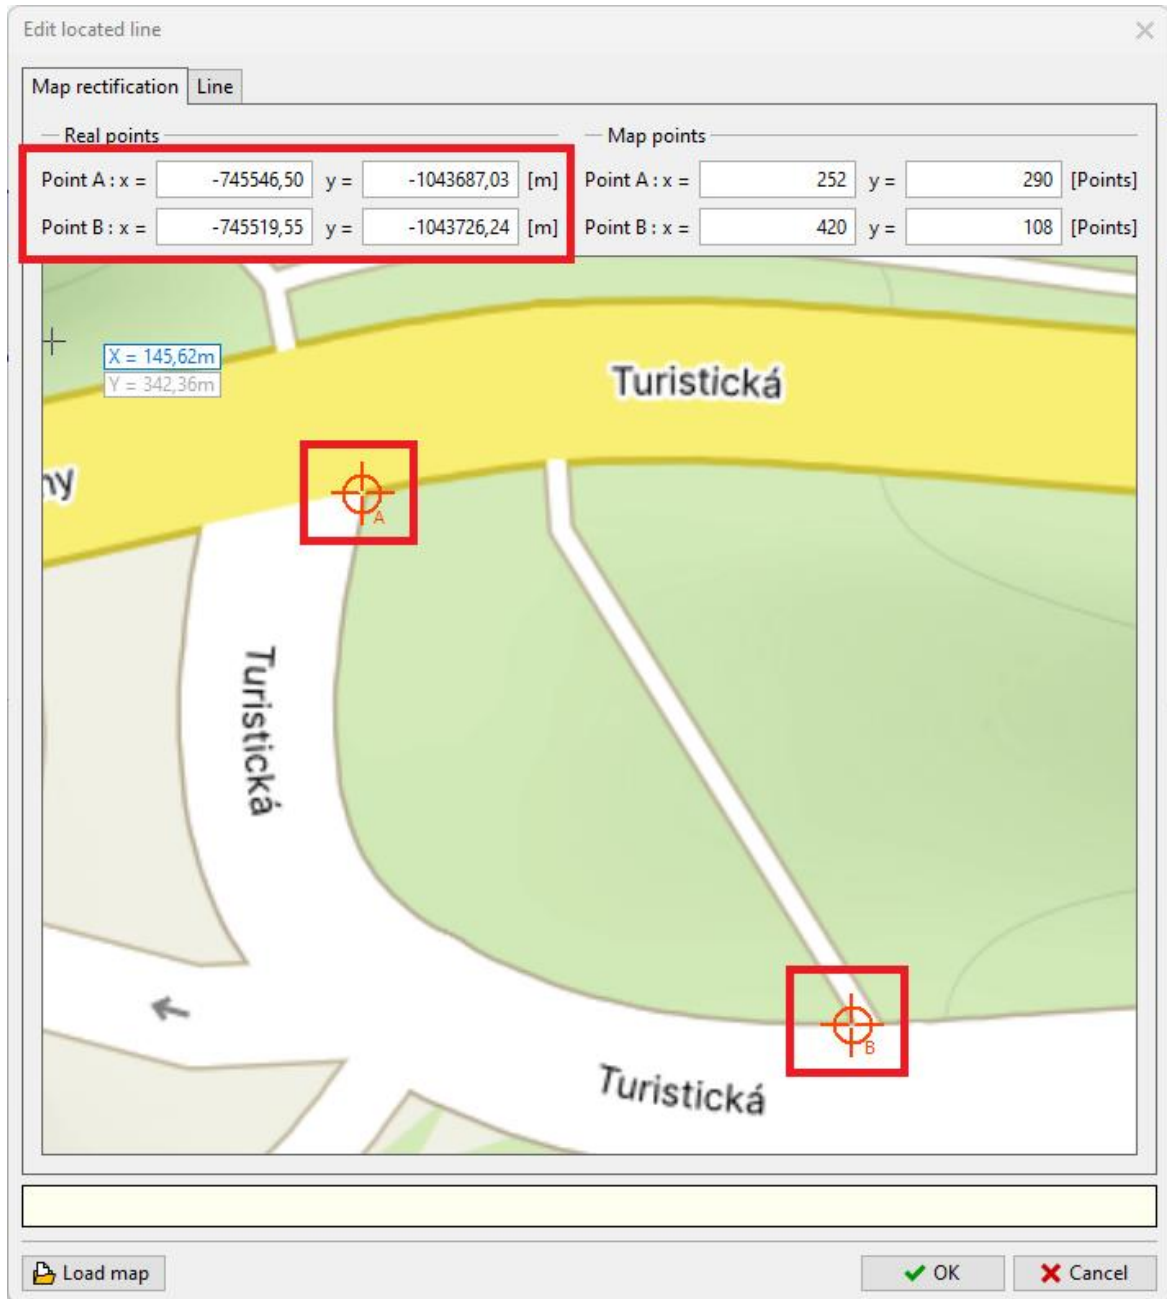 Edit located line
Map rectification Line
Real points Map points
Point A : x = -745546,50 y = -1043687,03 [m] Point A : x = 252 y = 290 [Points]
Point B : x = -745519,55 y = -1043726,24 [m] Point B : x = 420 y = 108 [Points]
X = 145,62m
Y = 342,36m
Turistická
ny
A
Turistická
B
Turistická
Load map OK Cancel